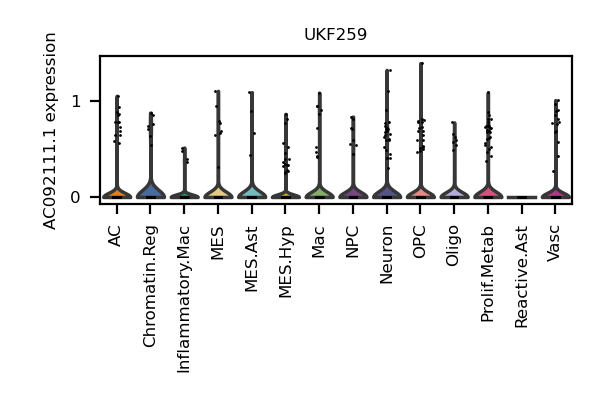 UKF259
AC092111.1 expression
1
0
AC
Chromatin.Reg
Inflammatory.Mac
MES
MES.Ast
MES.Hyp
Mac
NPC
Neuron
OPC
Oligo
Prolif.Metab
Reactive.Ast
Vasc